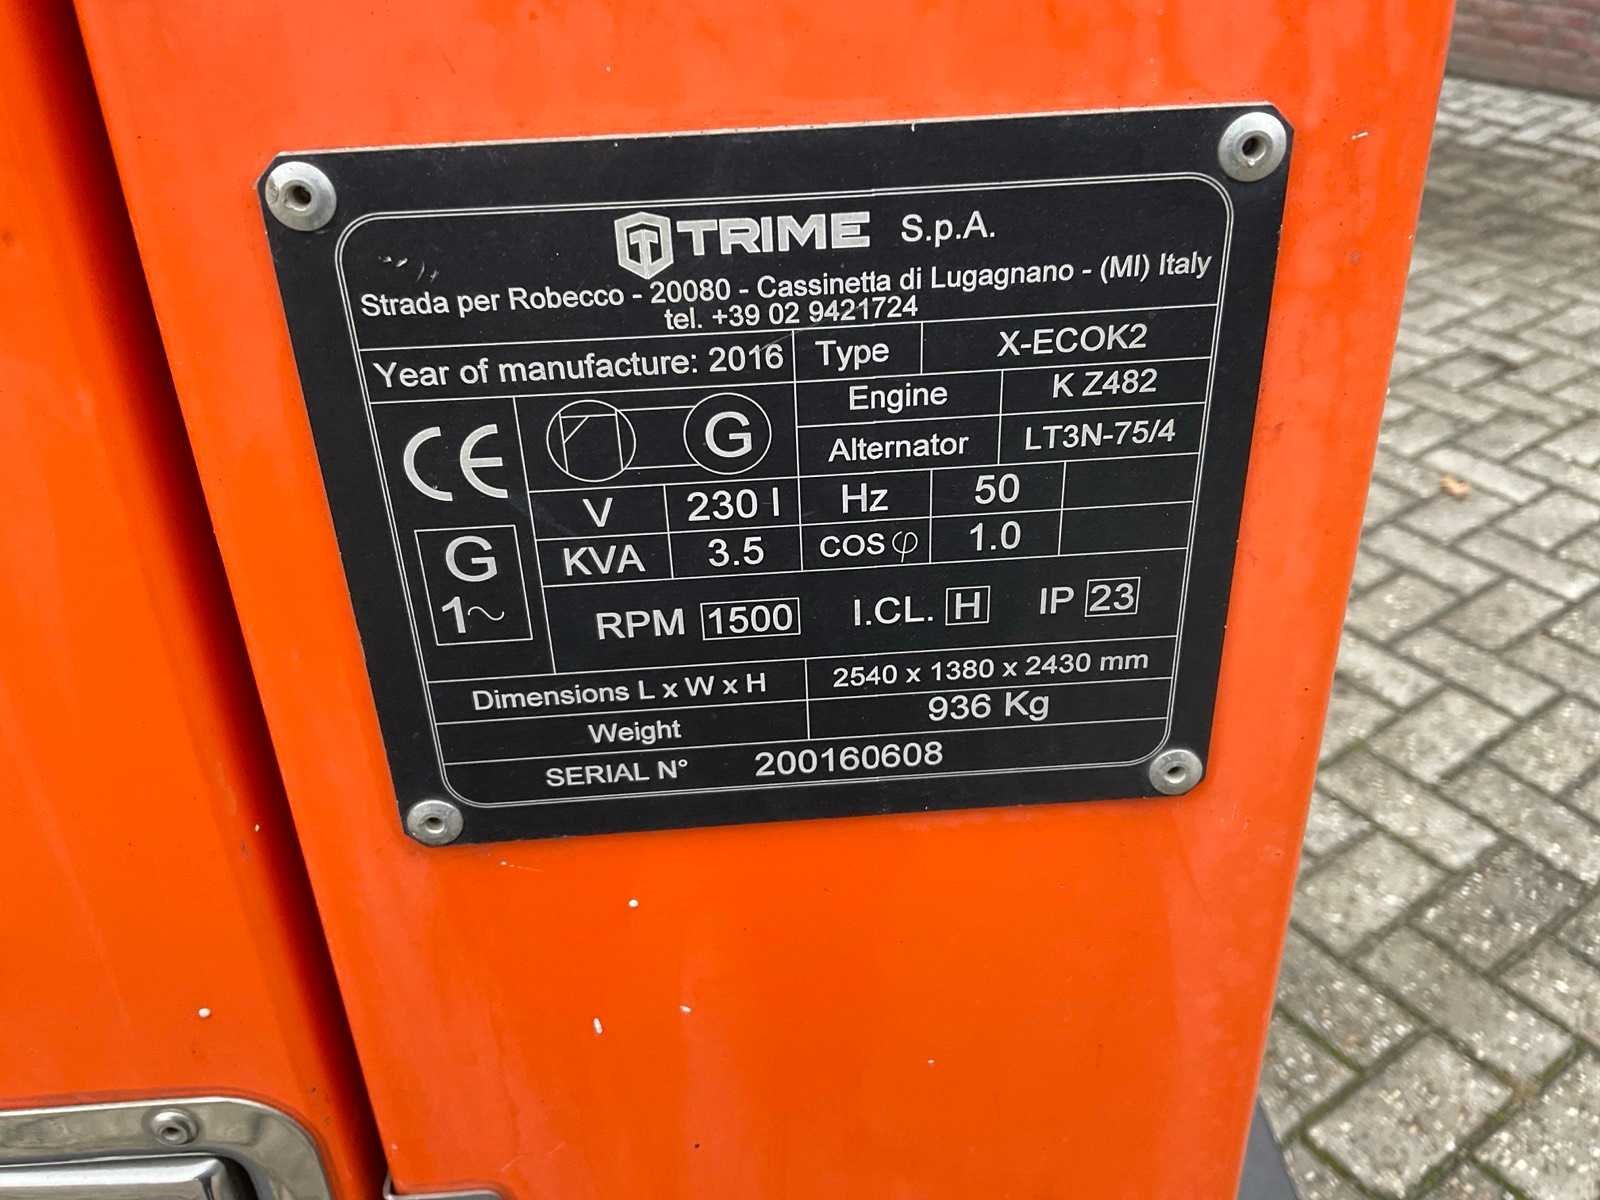 TRIME S.p.A.
Strada per Robecco - 20080 - Cassinetta di Lugagnano - (MI) Italy
tel. +39 02 9421724
Year of manufacture: 2016 Type X-ECOK2
Engine K Z482
Alternator LT3N-75/4
CE G
V 230 I Hz 50
KVA 3.5 COS φ 1.0
G
1~
RPM 1500 I.CL. H IP 23
Dimensions L x W x H 2540 x 1380 x 2430 mm
Weight 936 Kg
SERIAL N° 200160608